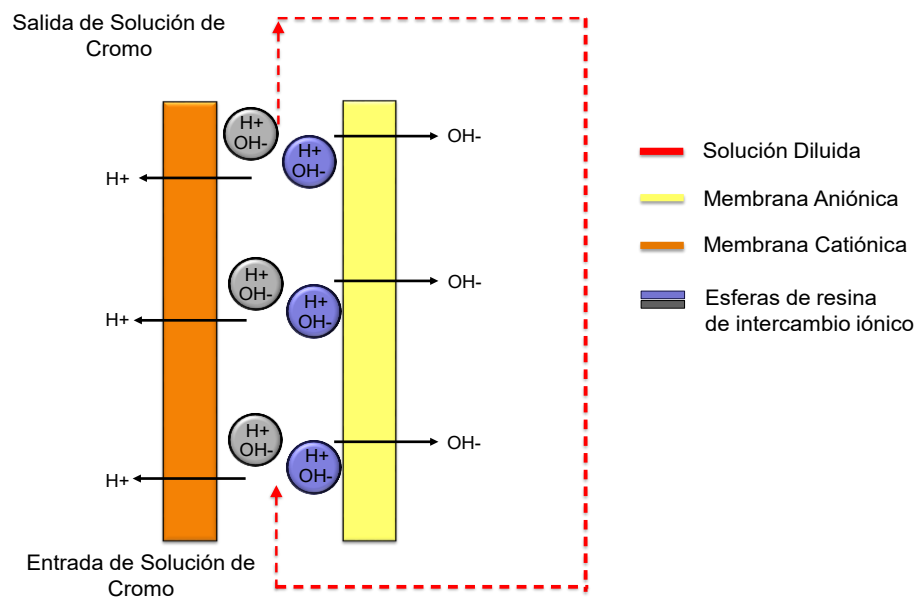 Salida de Solución de
Cromo
H+
OH-
H+
OH-
OH-
H+
H+
OH-
H+
OH-
OH-
H+
H+
OH-
H+
OH-
OH-
H+
Entrada de Solución de
Cromo
Solución Diluida
Membrana Aniónica
Membrana Catiónica
Esferas de resina
de intercambio iónico